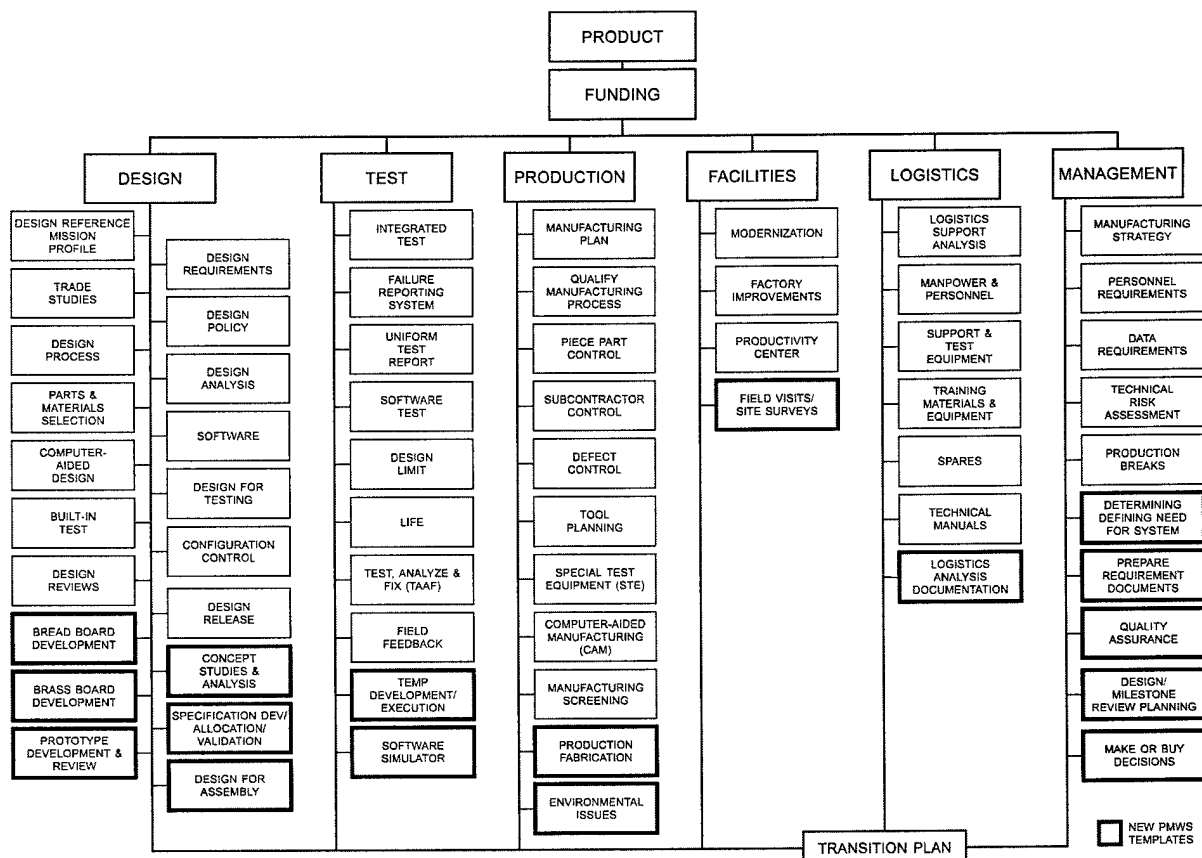 PRODUCT
FUNDING
DESIGN
TEST
PRODUCTION
FACILITIES
LOGISTICS
MANAGEMENT
DESIGN REFERENCE
MISSION
PROFILE
TRADE
STUDIES
DESIGN
PROCESS
PARTS &
MATERIALS
SELECTION
COMPUTER-
AIDED
DESIGN
BUILT-IN
TEST
DESIGN
REVIEWS
BREAD BOARD
DEVELOPMENT
BRASS BOARD
DEVELOPMENT
PROTOTYPE
DEVELOPMENT &
REVIEW
DESIGN
REQUIREMENTS
DESIGN
POLICY
DESIGN
ANALYSIS
SOFTWARE
DESIGN FOR
TESTING
CONFIGURATION
CONTROL
DESIGN
RELEASE
CONCEPT
STUDIES &
ANALYSIS
SPECIFICATION DEV/
ALLOCATION/
VALIDATION
DESIGN FOR
ASSEMBLY
INTEGRATED
TEST
FAILURE
REPORTING
SYSTEM
UNIFORM
TEST
REPORT
SOFTWARE
TEST
DESIGN
LIMIT
LIFE
TEST, ANALYZE &
FIX (TAAF)
FIELD
FEEDBACK
TEMP
DEVELOPMENT/
EXECUTION
SOFTWARE
SIMULATOR
MANUFACTURING
PLAN
QUALIFY
MANUFACTURING
PROCESS
PIECE PART
CONTROL
SUBCONTRACTOR
CONTROL
DEFECT
CONTROL
TOOL
PLANNING
SPECIAL TEST
EQUIPMENT (STE)
COMPUTER-AIDED
MANUFACTURING
(CAM)
MANUFACTURING
SCREENING
PRODUCTION
FABRICATION
ENVIRONMENTAL
ISSUES
MODERNIZATION
FACTORY
IMPROVEMENTS
PRODUCTIVITY
CENTER
FIELD VISITS/
SITE SURVEYS
LOGISTICS
SUPPORT
ANALYSIS
MANPOWER &
PERSONNEL
SUPPORT &
TEST
EQUIPMENT
TRAINING
MATERIALS &
EQUIPMENT
SPARES
TECHNICAL
MANUALS
LOGISTICS
ANALYSIS
DOCUMENTATION
MANUFACTURING
STRATEGY
PERSONNEL
REQUIREMENTS
DATA
REQUIREMENTS
TECHNICAL
RISK
ASSESSMENT
PRODUCTION
BREAKS
DETERMINING
DEFINING NEED
FOR SYSTEM
PREPARE
REQUIREMENT
DOCUMENTS
QUALITY
ASSURANCE
DESIGN/
MILESTONE
REVIEW PLANNING
MAKE OR BUY
DECISIONS
TRANSITION PLAN
NEW PMWS
TEMPLATES